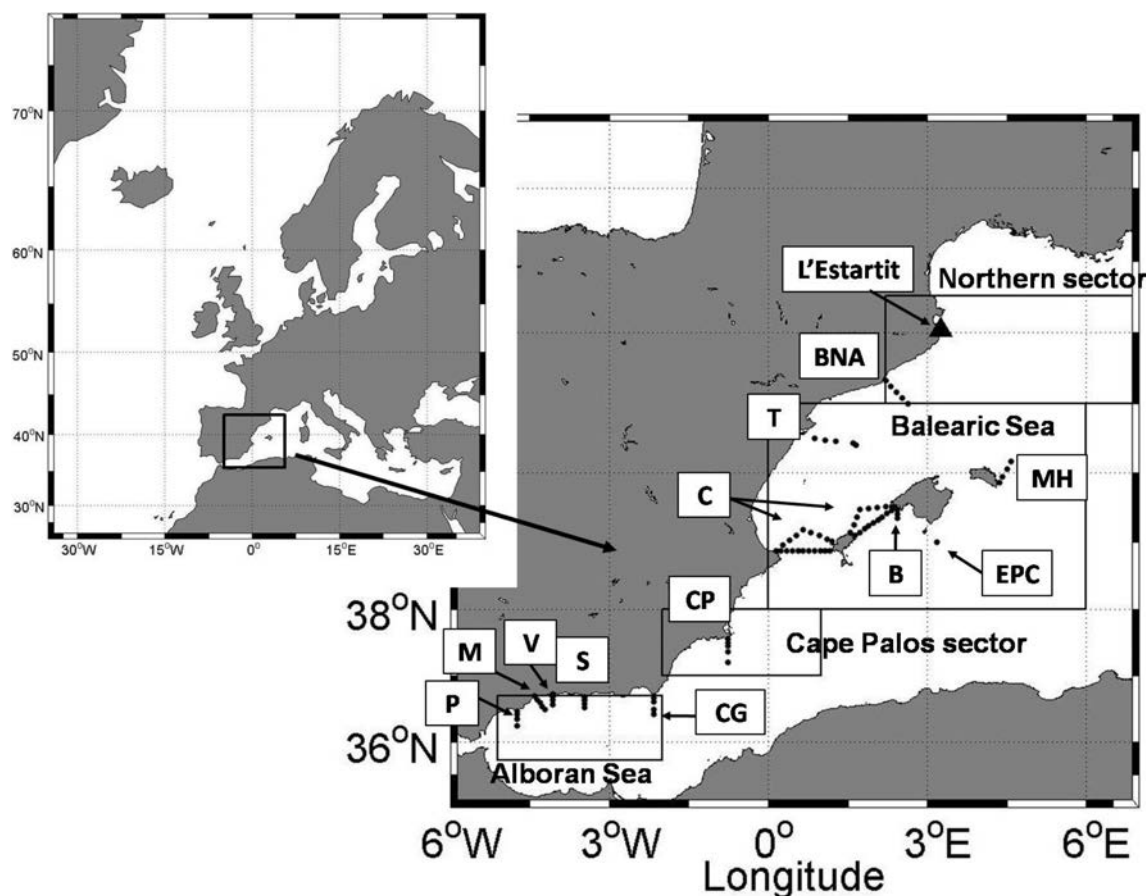 70°N
60°N
50°N
40°N
30°N
30°W
15°W
0°
15°E
30°E
L'Estartit
Northern sector
BNA
T
Balearic Sea
MH
C
B
EPC
38°N
CP
Cape Palos sector
V
S
M
P
CG
36°N
Alboran Sea
6°W
3°W
0°
3°E
6°E
Longitude